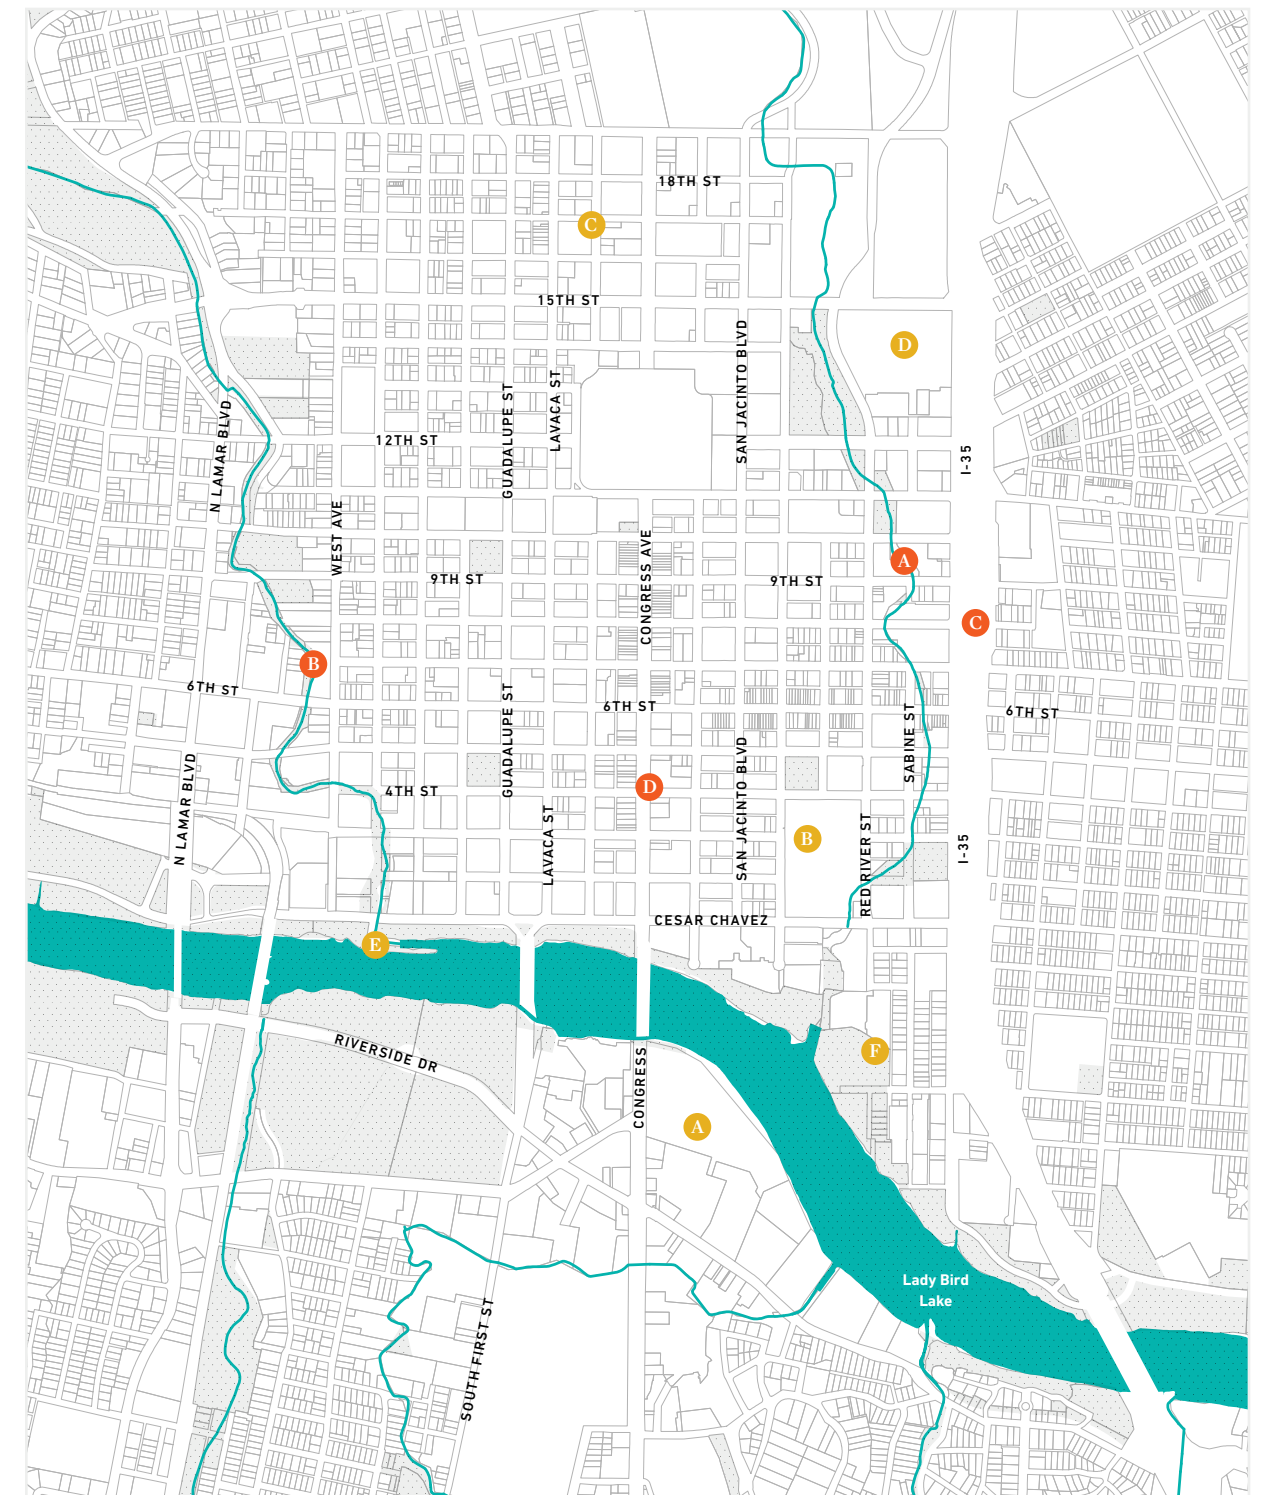 18TH ST
C
15TH ST
D
SAN JACINTO BLVD
LAVACA ST
GUADALUPE ST
N LAMAR BLVD
12TH ST
I-35
WEST AVE
CONGRESS AVE
A
9TH ST
9TH ST
C
B
6TH ST
GUADALUPE ST
6TH ST
SABINE ST
6TH ST
N LAMAR BLVD
SAN JACINTO BLVD
D
4TH ST
LAVACA ST
B
RED RIVER ST
I-35
CESAR CHAVEZ
E
RIVERSIDE DR
CONGRESS
F
A
Lady Bird
Lake
SOUTH FIRST ST